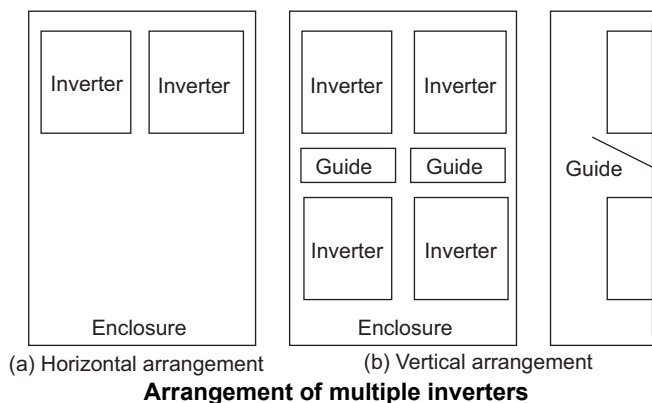 Inverter Inverter Inverter Inverter
Guide Guide Guide
Inverter Inverter
Enclosure Enclosure
(a) Horizontal arrangement (b) Vertical arrangement
Arrangement of multiple inverters